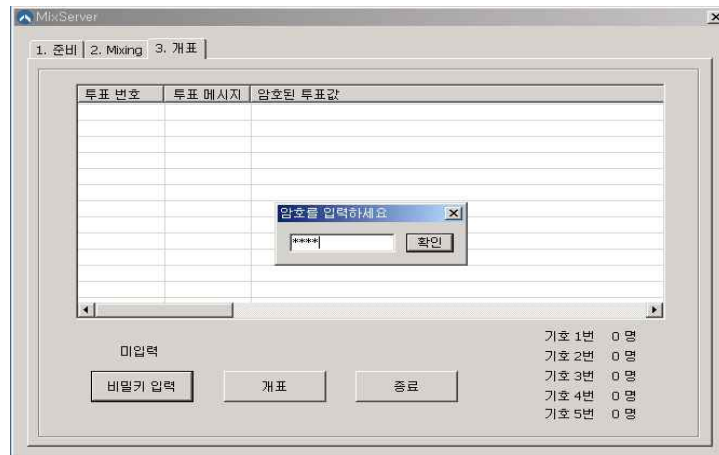 MixServer
1. 준비 2. Mixing 3. 개표
투표 번호 투표 메시지 암호된 투표값
암호를 입력하세요
**** 확인
미입력
비밀키 입력 개표 종료
기호 1번 0 명
기호 2번 0 명
기호 3번 0 명
기호 4번 0 명
기호 5번 0 명